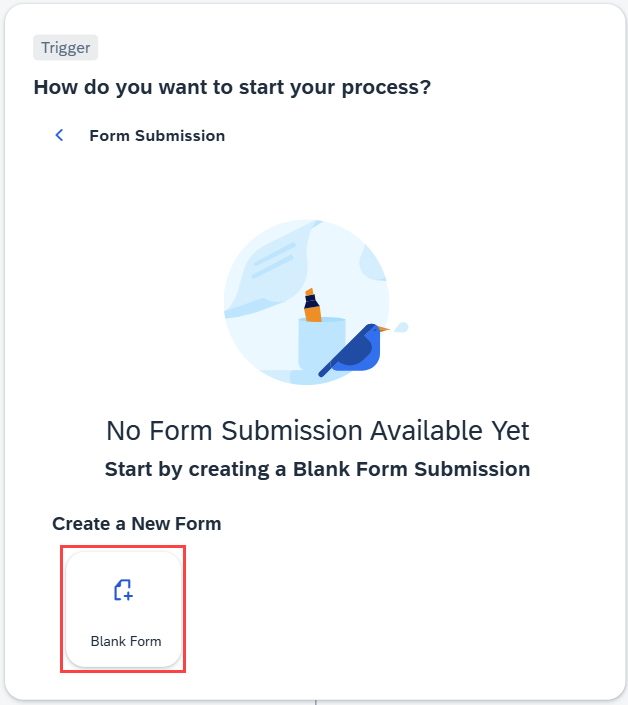 Trigger
How do you want to start your process?
Form Submission
No Form Submission Available Yet
Start by creating a Blank Form Submission
Create a New Form
Blank Form